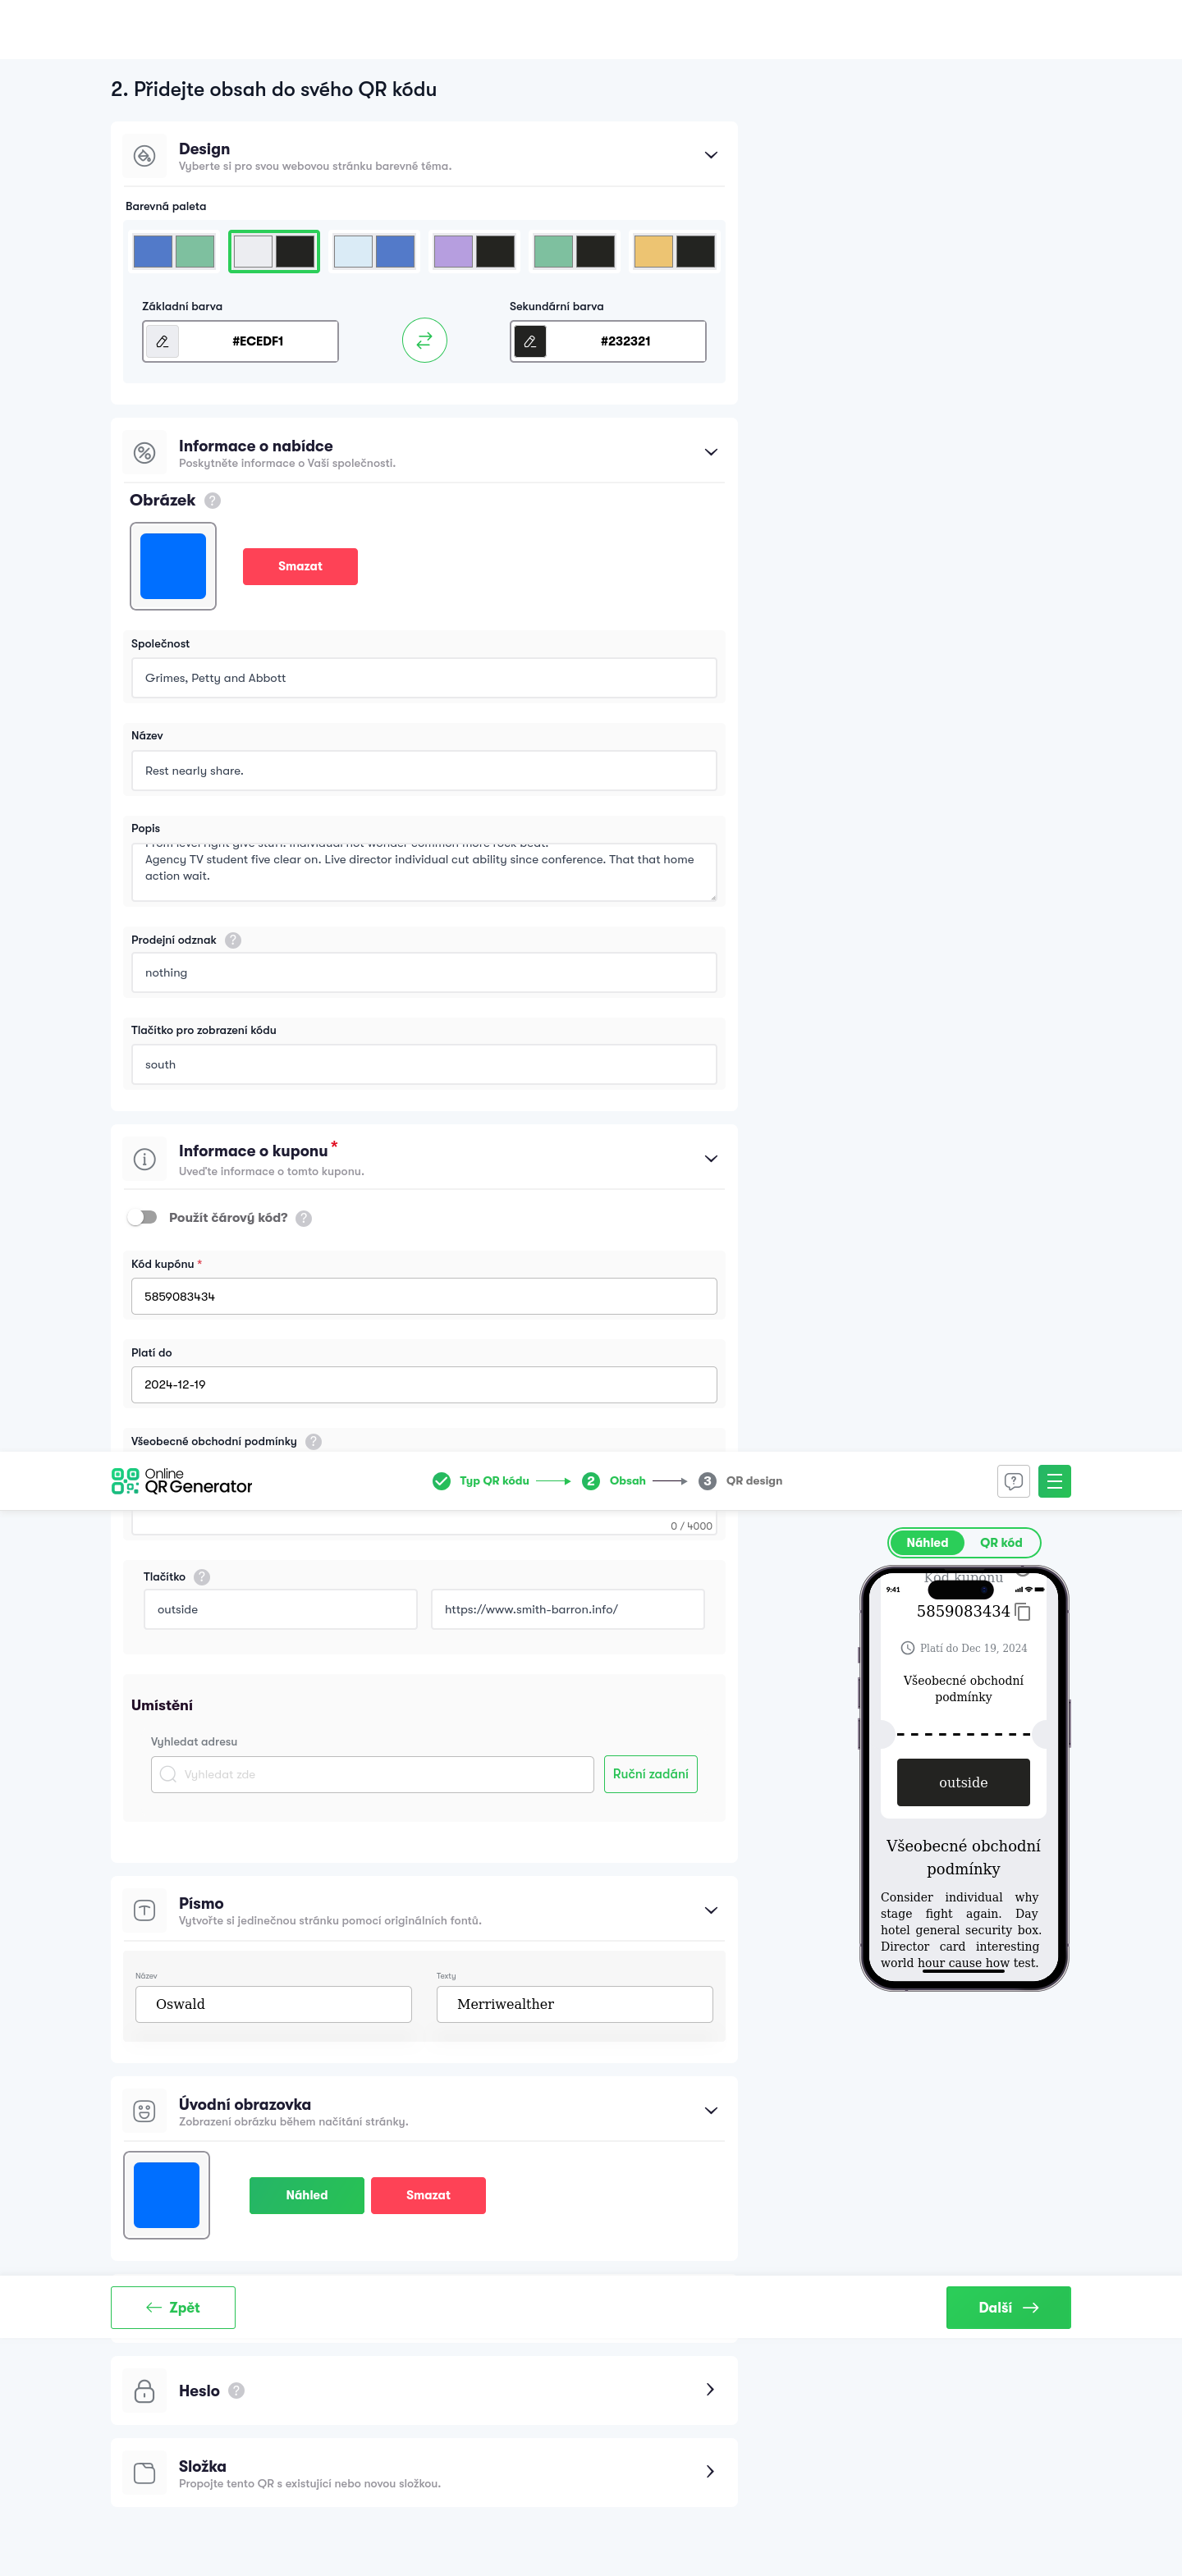 2. Přidejte obsah do svého QR kódu
Design
Vyberte si pro svou webovou stránku barevné téma.
Barevná paleta
Základní barva
Sekundární barva
#ECEDF1
#232321
Informace o nabídce
Poskytněte informace o Vaší společnosti.
Obrázek ?
Smazat
Společnost
Grimes, Petty and Abbott
Název
Rest nearly share.
Popis
Agency TV student five clear on. Live director individual cut ability since conference. That that home
action wait.
Prodejní odznak ?
nothing
Tlačítko pro zobrazení kódu
south
Informace o kuponu *
Uveďte informace o tomto kuponu.
Použít čárový kód? ?
Kód kupónu *
5859083434
Platí do
2024-12-19
Všeobecné obchodní podmínky ?
Online
QR Generator
Typ QR kódu
2 Obsah
3 QR design
0 / 4000
Tlačítko ?
outside
https://www.smith-barron.info/
Umístění
Vyhledat adresu
Vyhledat zde
Ruční zadání
Písmo
Vytvořte si jedinečnou stránku pomocí originálních fontů.
Název
Texty
Oswald
Merriwealther
Úvodní obrazovka
Zobrazení obrázku během načítání stránky.
Náhled
Smazat
Zpět
Další
Heslo ?
Složka
Propojte tento QR s existující nebo novou složkou.
Náhled
QR kód
Kód kuponu
9:41
5859083434
Platí do Dec 19, 2024
Všeobecné obchodní
podmínky
outside
Všeobecné obchodní
podmínky
Consider individual why
stage fight again. Day
hotel general security box.
Director card interesting
world hour cause how test.